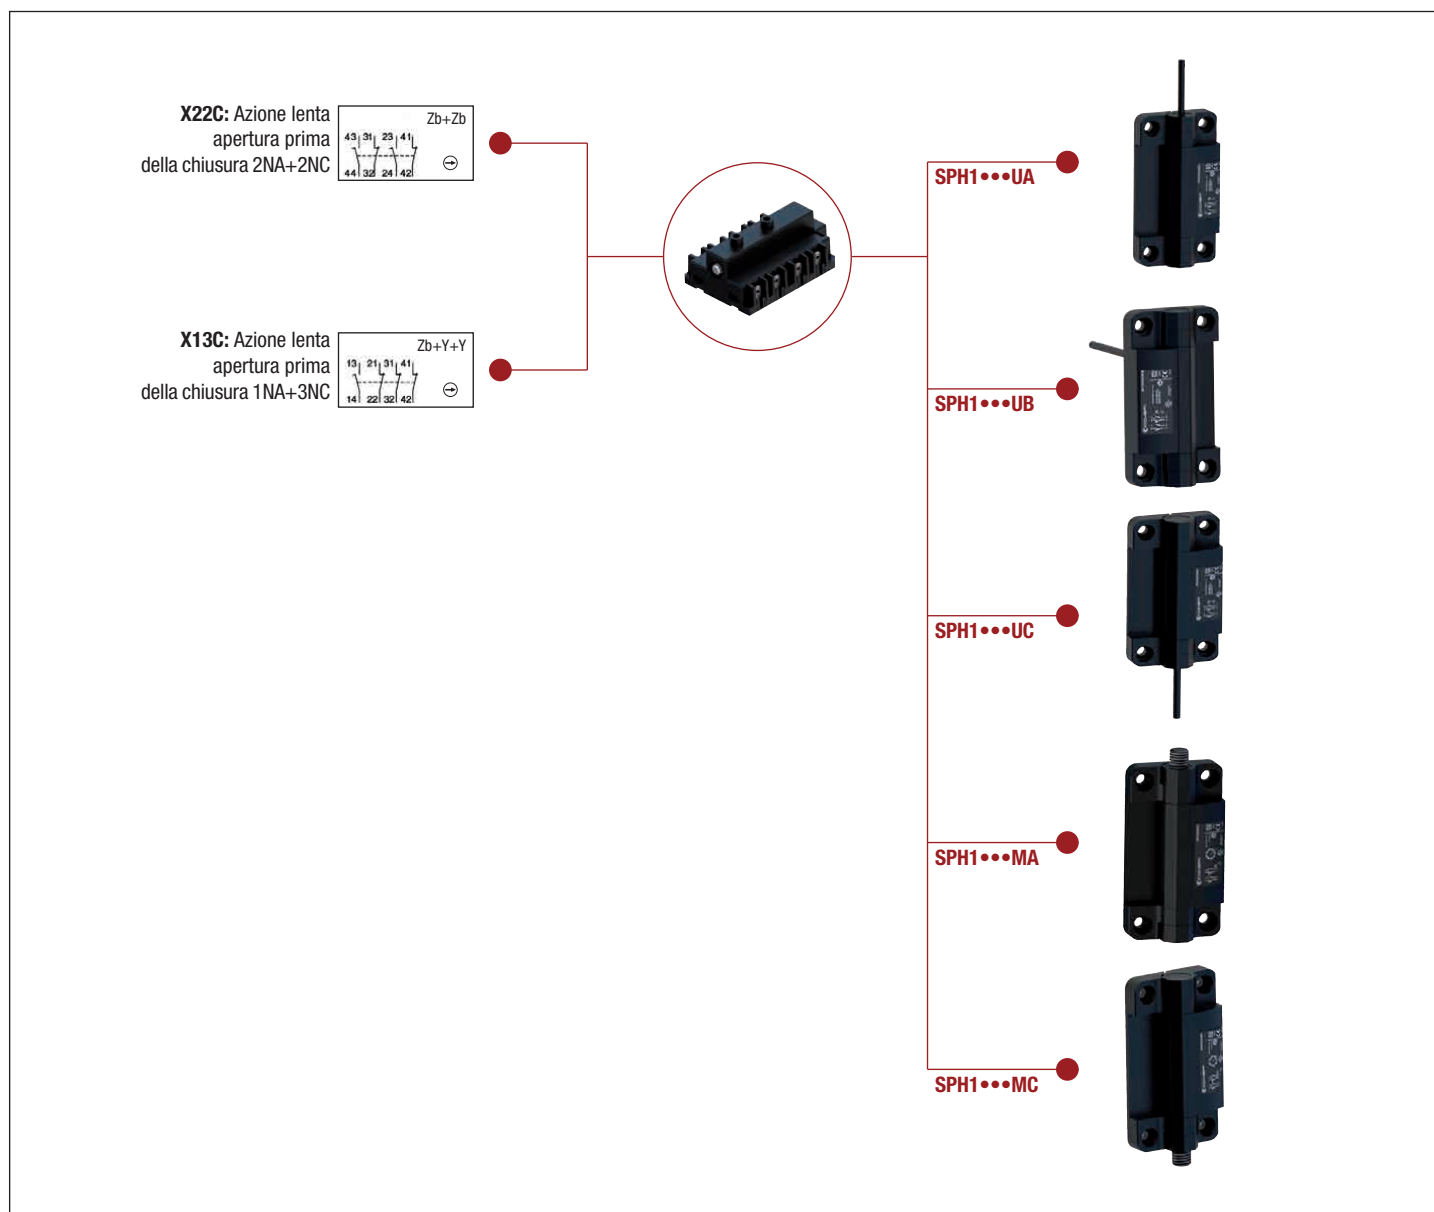 X22C: Azione lenta
apertura prima
della chiusura 2NA+2NC
Zb+Zb
43 31 23 41
44 32 24 42
X13C: Azione lenta
apertura prima
della chiusura 1NA+3NC
Zb+Y+Y
13 21 31 41
14 22 32 42
SPH1•••UA
SPH1•••UB
SPH1•••UC
SPH1•••MA
SPH1•••MC